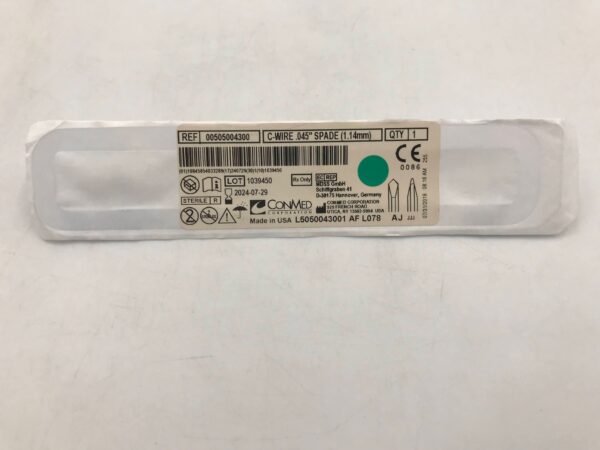 REF 00505004300 C-WIRE .045" SPADE (1.14mm) QTY 1
LOT 1039450
2024-07-29
STERILE R
Rx Only
EC REP
MDSS GmbH
Schiffgraben 41
D-30175 Hannover, Germany
CONMED
CORPORATION
CONMED CORPORATION
525 FRENCH ROAD
UTICA, NY 13502-5994 USA
Made in USA L5050043001 AF L078
CE
0086
AJ